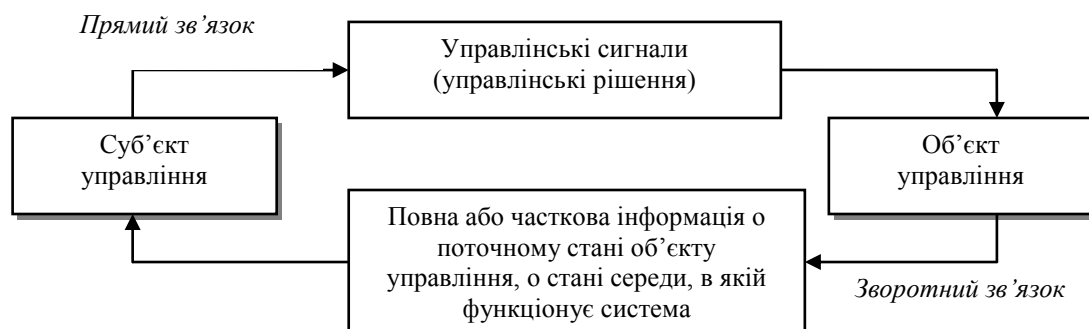 Прямий зв’язок
Управлінські сигнали
(управлінські рішення)
Суб’єкт
управління
Об’єкт
управління
Повна або часткова інформація о
поточному стані об’єкту
управління, о стані середи, в якій
функціонує система
Зворотний зв’язок